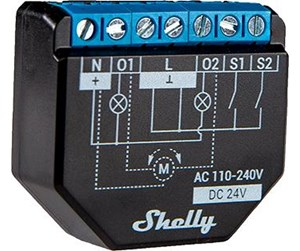 N O1 L O2 S1 S2
+ ⊥
M
AC 110-240V
DC 24V
Shelly